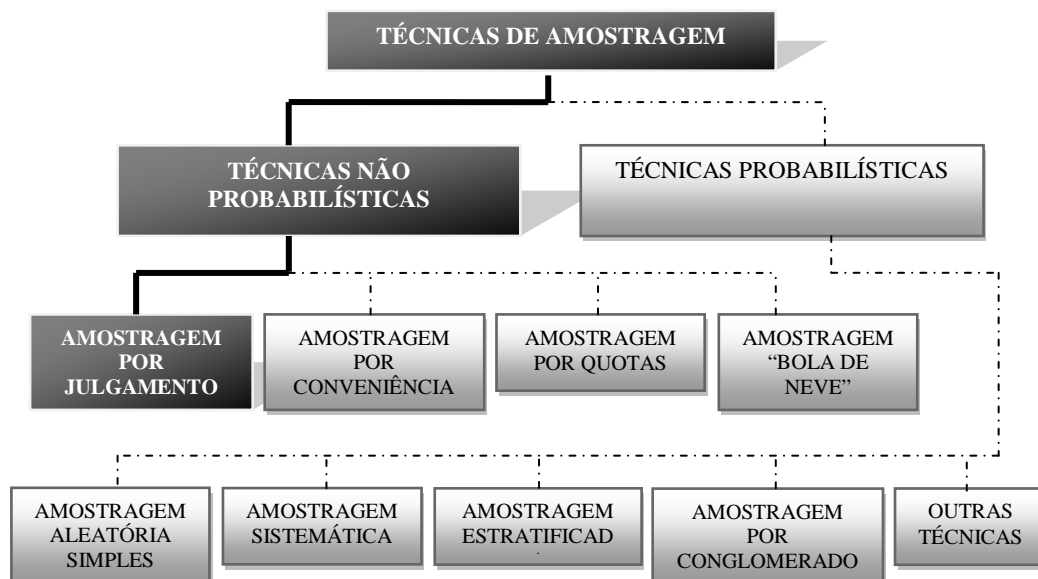 TÉCNICAS DE AMOSTRAGEM
TÉCNICAS NÃO
PROBABILÍSTICAS
TÉCNICAS PROBABILÍSTICAS
AMOSTRAGEM
POR
JULGAMENTO
AMOSTRAGEM
POR
CONVENIÊNCIA
AMOSTRAGEM
POR QUOTAS
AMOSTRAGEM
“BOLA DE
NEVE”
AMOSTRAGEM
ALEATÓRIA
SIMPLES
AMOSTRAGEM
SISTEMÁTICA
AMOSTRAGEM
ESTRATIFICAD
AMOSTRAGEM
POR
CONGLOMERADO
OUTRAS
TÉCNICAS